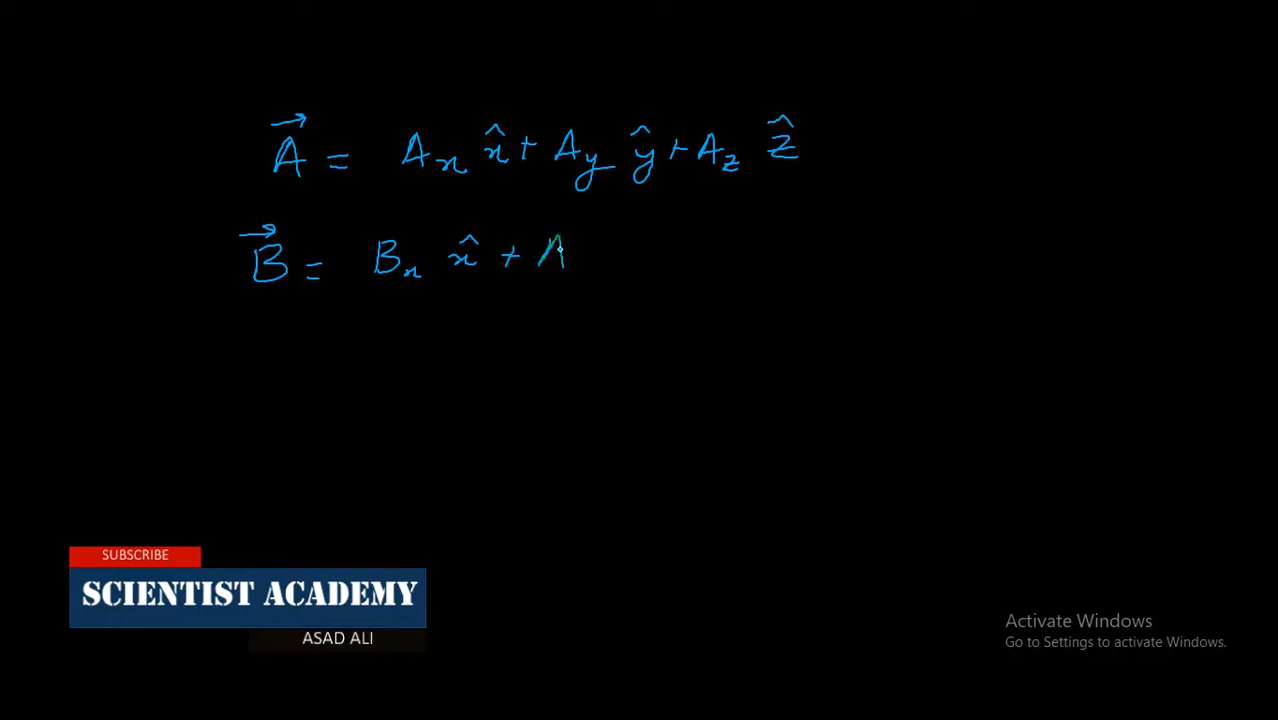 A⃗ = Aₓ x̂ + A_y ŷ + A_z ẑ
B⃗ = Bₓ x̂ + A
SUBSCRIBE
SCIENTIST ACADEMY
ASAD ALI
Activate Windows
Go to Settings to activate Windows.